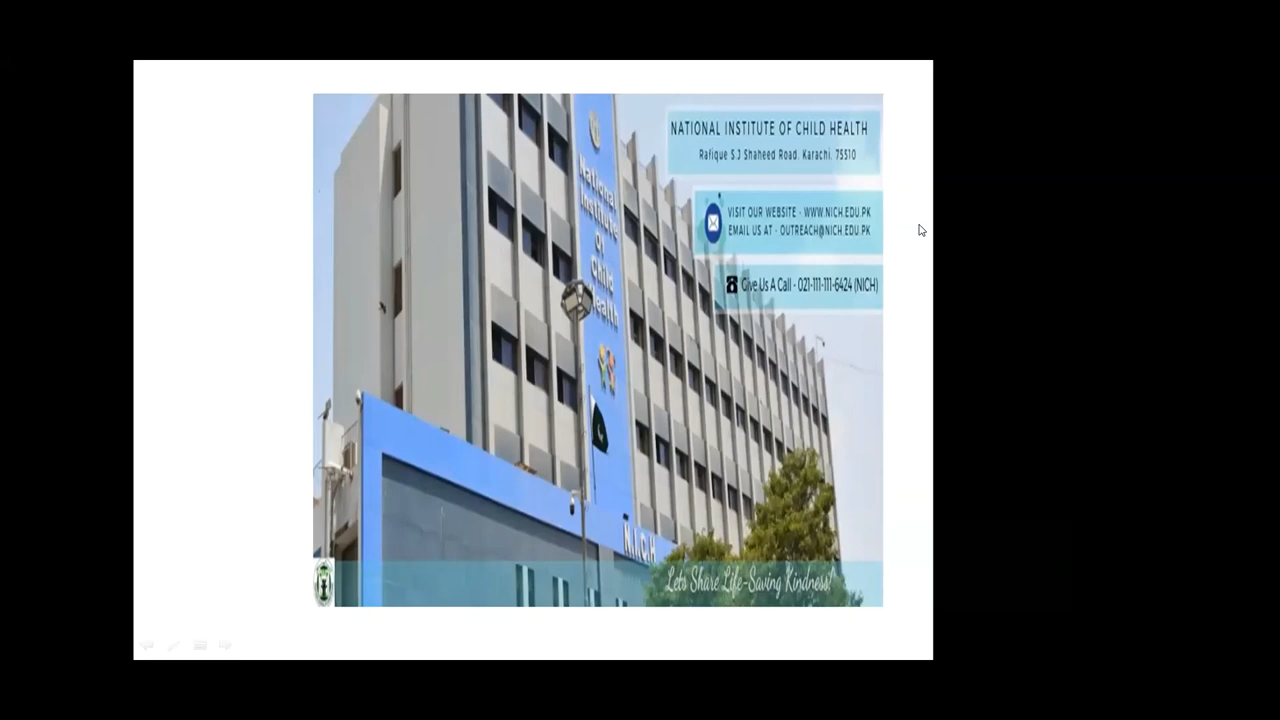 NATIONAL INSTITUTE OF CHILD HEALTH
Rafique S.J Shaheed Road, Karachi, 75510
VISIT OUR WEBSITE - WWW.NICH.EDU.PK
EMAIL US AT - OUTREACH@NICH.EDU.PK
Give Us A Call - 021-111-111-6424 (NICH)
National
Institute
Of
Child
Health
N.I.C.H
Lets Share Life-Saving Kindness!